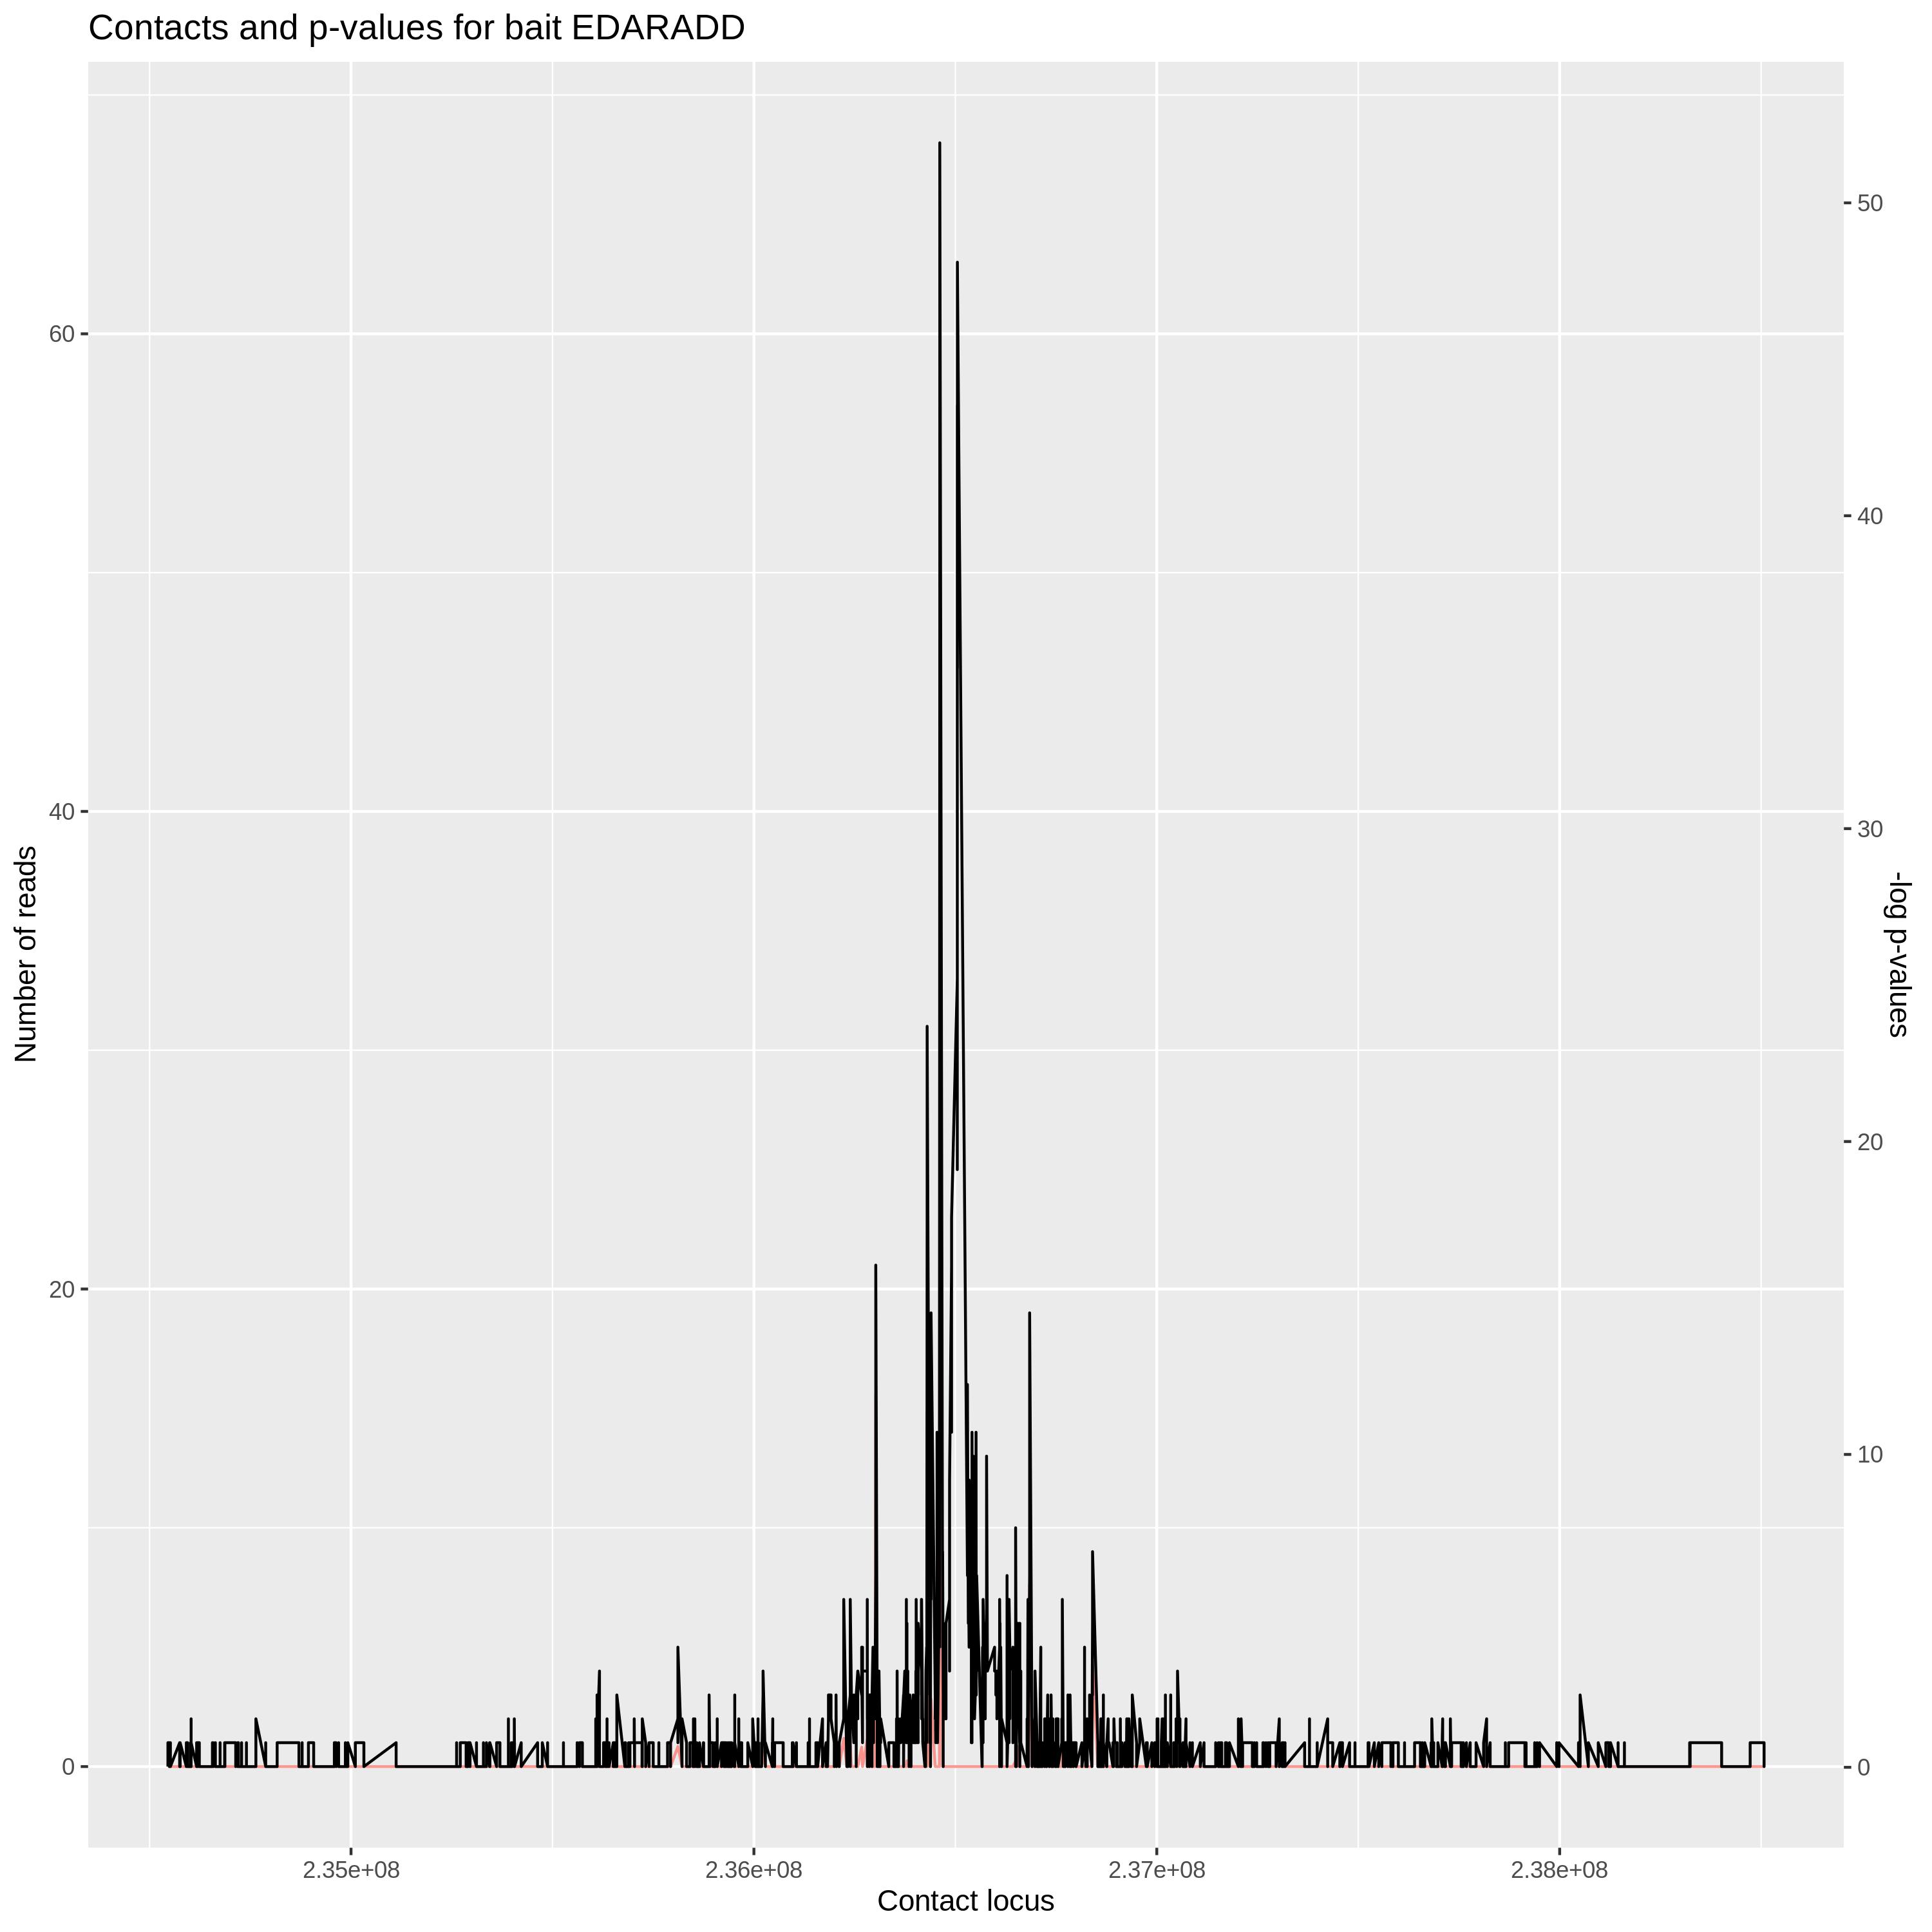 Contacts and p-values for bait EDARADD
60
40
20
0
Number of reads
50
40
30
20
10
0
-log p-values
2.35e+08 2.36e+08 2.37e+08 2.38e+08
Contact locus